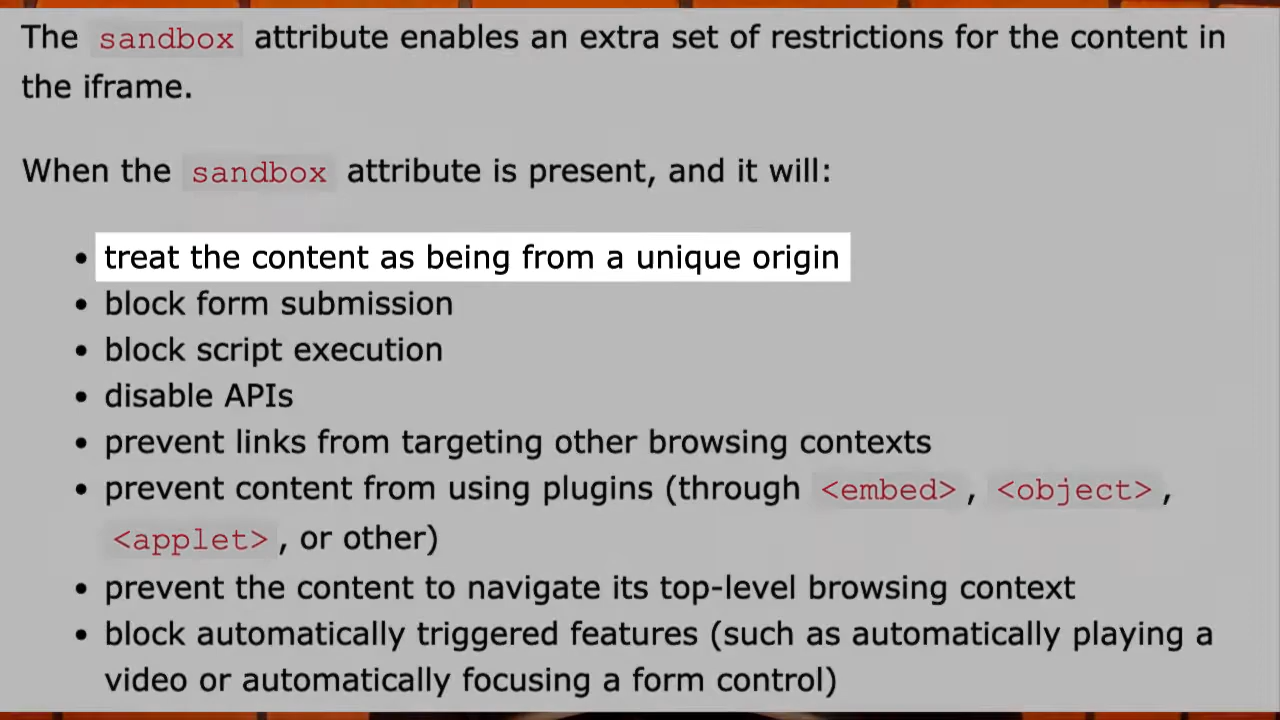 The sandbox attribute enables an extra set of restrictions for the content in
the iframe.
When the sandbox attribute is present, and it will:
• treat the content as being from a unique origin
• block form submission
• block script execution
• disable APIs
• prevent links from targeting other browsing contexts
• prevent content from using plugins (through <embed>, <object>,
<applet>, or other)
• prevent the content to navigate its top-level browsing context
• block automatically triggered features (such as automatically playing a
video or automatically focusing a form control)